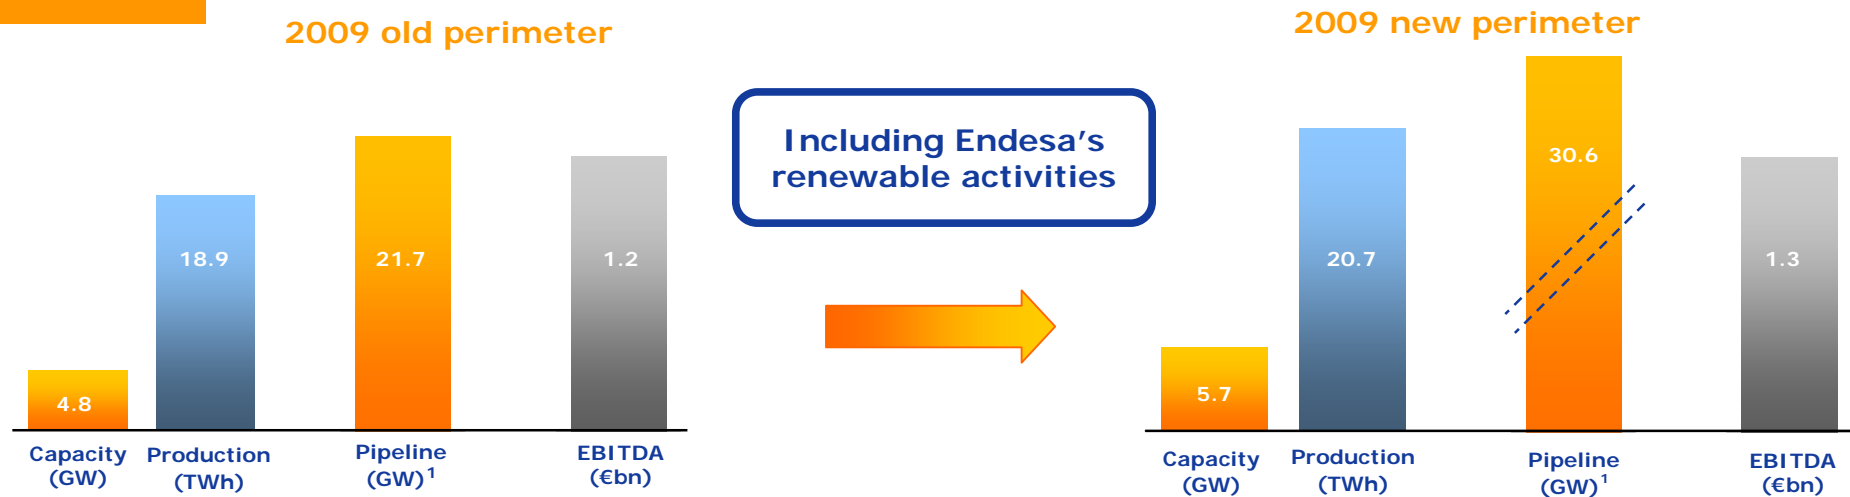 2009 old perimeter
18.9
21.7
1.2
4.8
Capacity
(GW)
Production
(TWh)
Pipeline
(GW)1
EBITDA
(€bn)
Including Endesa's
renewable activities
2009 new perimeter
30.6
20.7
1.3
5.7
Capacity
(GW)
Production
(TWh)
Pipeline
(GW)1
EBITDA
(€bn)